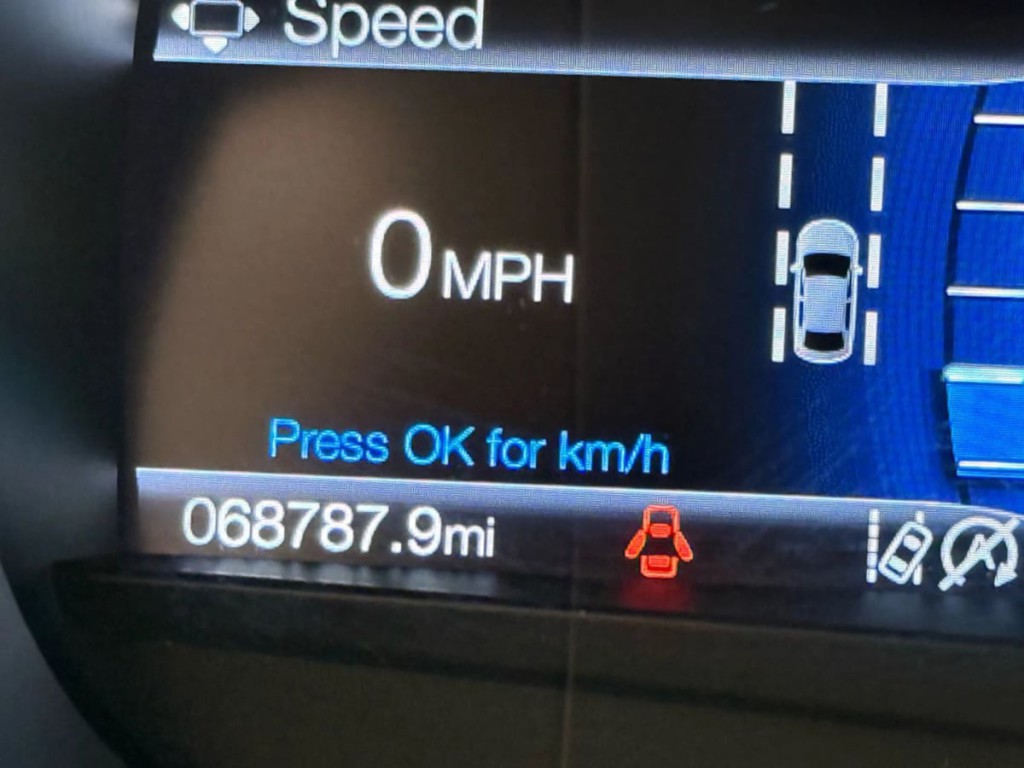 Speed
0 MPH
Press OK for km/h
068787.9mi